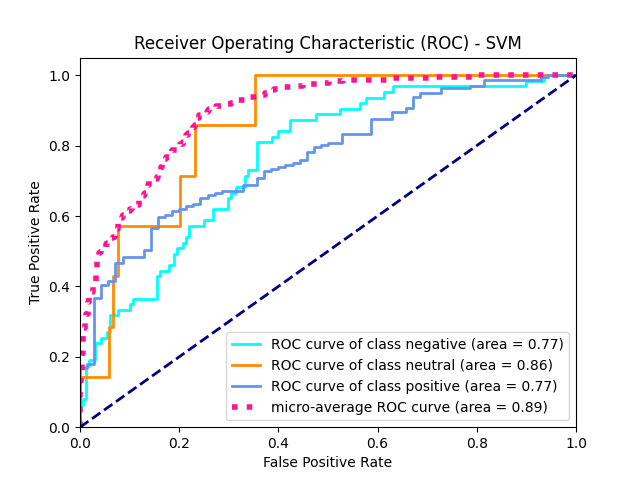 Receiver Operating Characteristic (ROC) - SVM
True Positive Rate
1.0
0.8
0.6
0.4
0.2
0.0
ROC curve of class negative (area = 0.77)
ROC curve of class neutral (area = 0.86)
ROC curve of class positive (area = 0.77)
micro-average ROC curve (area = 0.89)
0.0 0.2 0.4 0.6 0.8 1.0
False Positive Rate